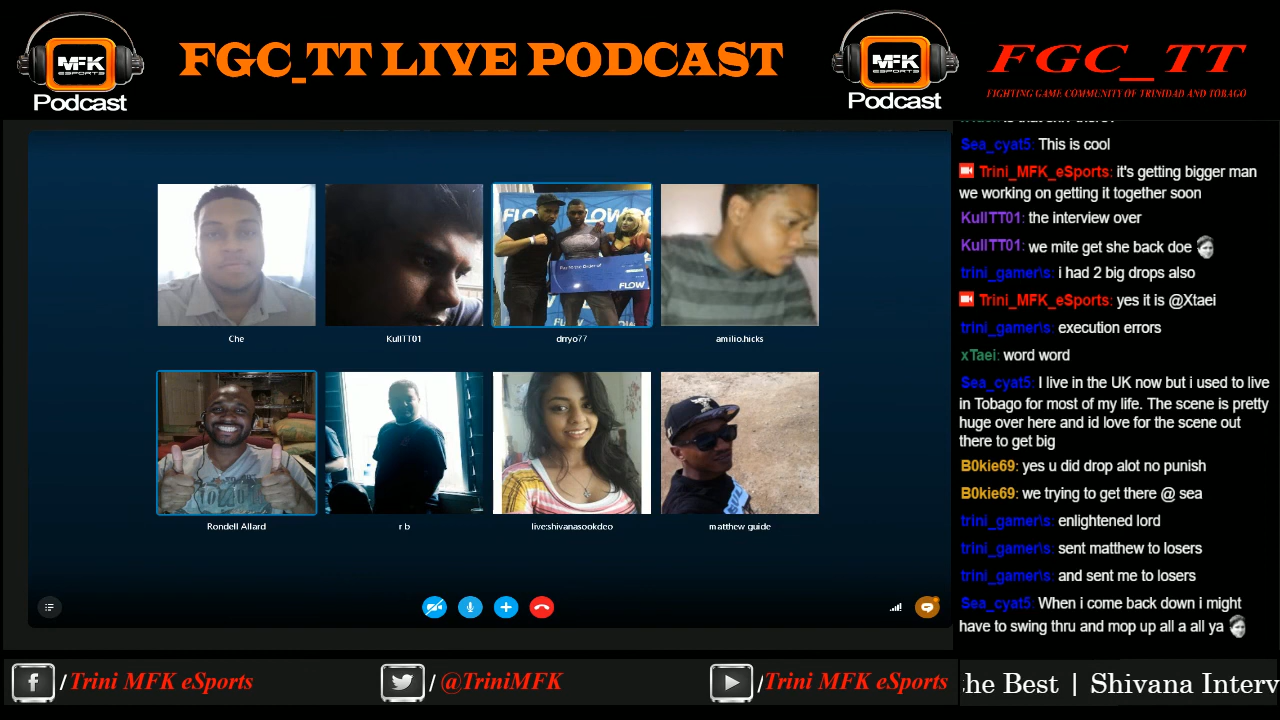 MFK
ESPORTS
Podcast
FGC_TT LIVE PODCAST
MFK
ESPORTS
Podcast
FGC_TT
FIGHTING GAME COMMUNITY OF TRINIDAD AND TOBAGO
FLOW
FLOW
Che
KullTT01
drryo77
amilio.hicks
Rondell Allard
r b
live:shivanasookdeo
matthew guide
Sea_cyat5: This is cool
Trini_MFK_eSports: it's getting bigger man
we working on getting it together soon
KullTT01: the interview over
KullTT01: we mite get she back doe
trini_gamer\s: i had 2 big drops also
Trini_MFK_eSports: yes it is @Xtaei
trini_gamer\s: execution errors
xTaei: word word
Sea_cyat5: I live in the UK now but i used to live
in Tobago for most of my life. The scene is pretty
huge over here and id love for the scene out
there to get big
B0kie69: yes u did drop alot no punish
B0kie69: we trying to get there @ sea
trini_gamer\s: enlightened lord
trini_gamer\s: sent matthew to losers
trini_gamer\s: and sent me to losers
Sea_cyat5: When i come back down i might
have to swing thru and mop up all a all ya
/Trini MFK eSports
/ @TriniMFK
/Trini MFK eSports
he Best | Shivana Interv